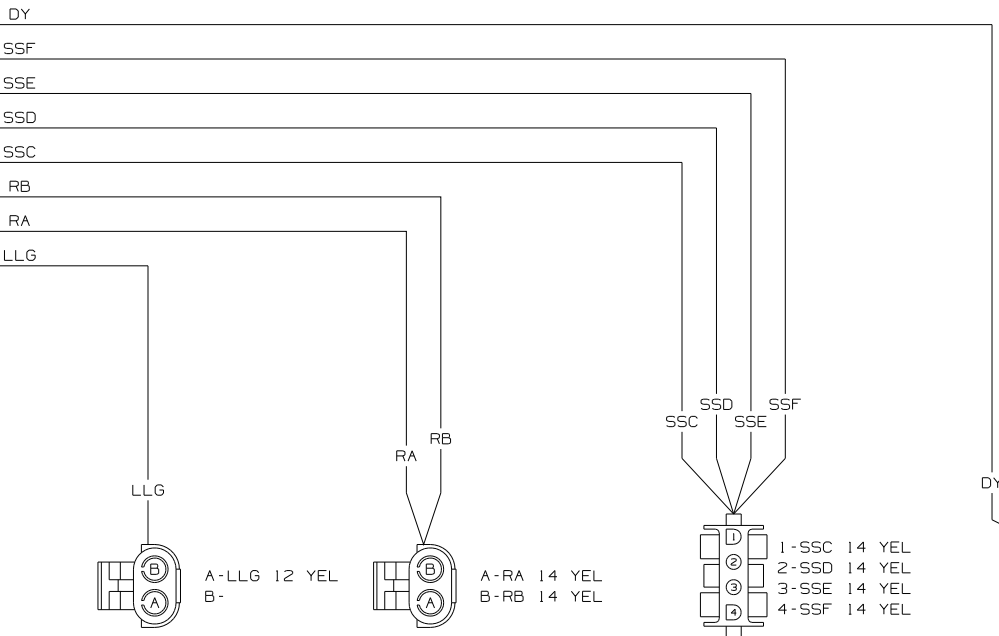 DY
SSF
SSE
SSD
SSC
RB
RA
LLG
SSD SSF
SSC SSE
RB
RA
DY
LLG
1
1-SSC 14 YEL
2
2-SSD 14 YEL
B
A-LLG 12 YEL
B
A-RA 14 YEL
3
3-SSE 14 YEL
A
B-
A
B-RB 14 YEL
4
4-SSF 14 YEL